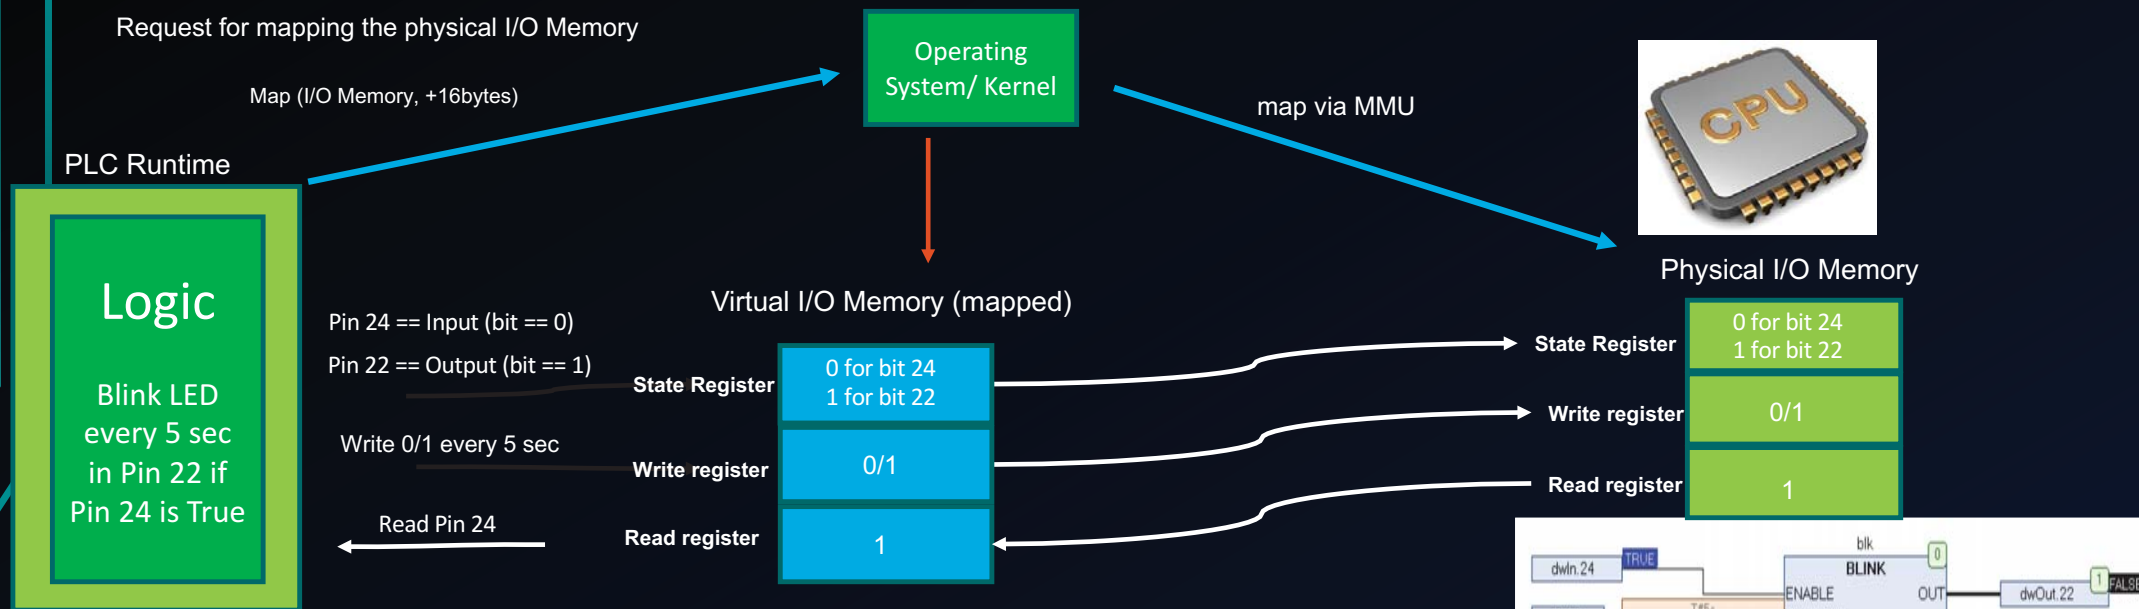 Request for mapping the physical I/O Memory
Map (I/O Memory, +16bytes)
Operating
System/ Kernel
map via MMU
CPU
PLC Runtime
Logic
Blink LED
every 5 sec
in Pin 22 if
Pin 24 is True
Pin 24 == Input (bit == 0)
Pin 22 == Output (bit == 1)
Write 0/1 every 5 sec
Read Pin 24
Virtual I/O Memory (mapped)
State Register
0 for bit 24
1 for bit 22
Write register
0/1
Read register
1
Physical I/O Memory
State Register
0 for bit 24
1 for bit 22
Write register
0/1
Read register
1
blk
0
dwIn.24
TRUE
BLINK
ENABLE
OUT
dwOut.22
1
FALSE